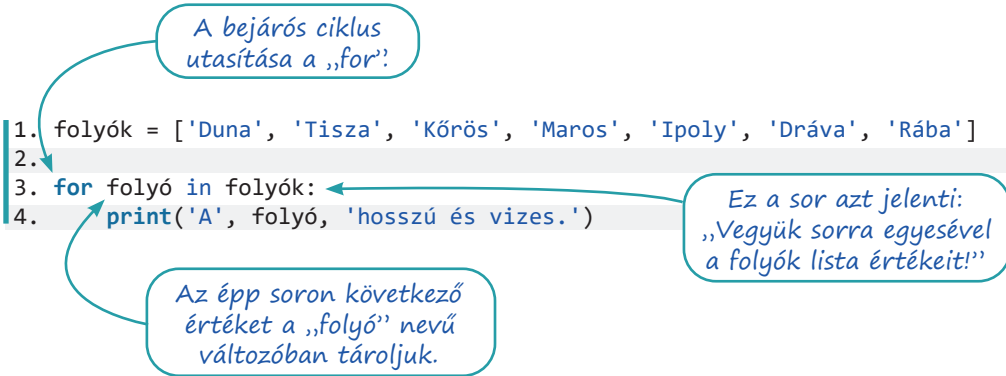 A bejárós ciklus
utasítása a ,,for”.
1. folyók = ['Duna', 'Tisza', 'Kőrös', 'Maros', 'Ipoly', 'Dráva', 'Rába']
2.
3. for folyó in folyók:
4.     print('A', folyó, 'hosszú és vizes.')
Ez a sor azt jelenti:
,,Vegyük sorra egyesével
a folyók lista értékeit!”
Az épp soron következő
értéket a ,,folyó” nevű
változóban tároljuk.